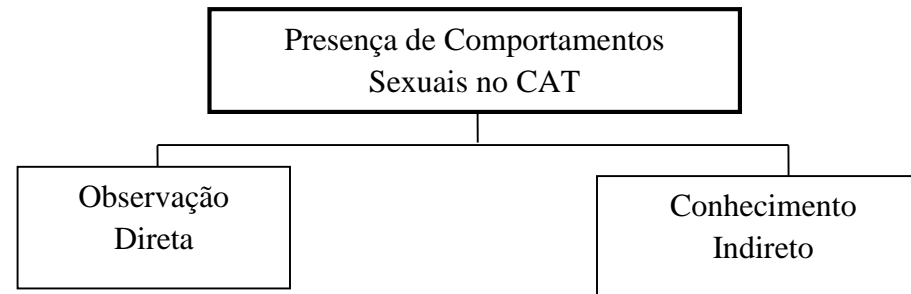 Presença de Comportamentos
Sexuais no CAT
Observação
Direta
Conhecimento
Indireto